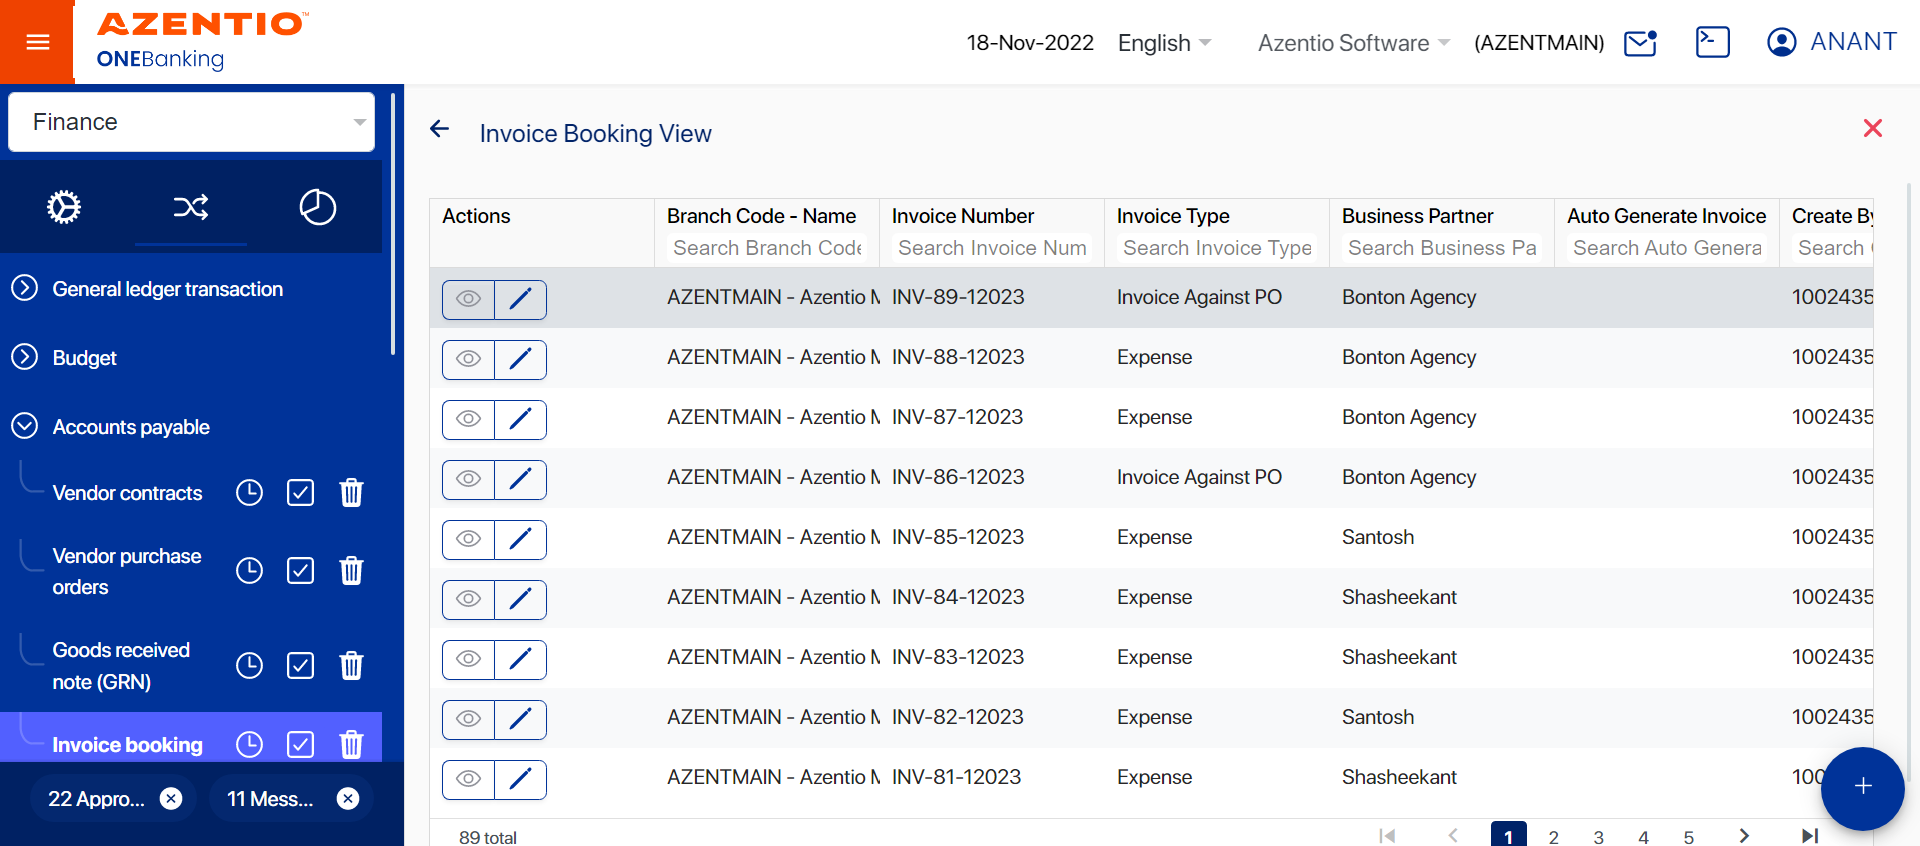 AZENTIO™
ONEBanking
18-Nov-2022 English Azentio Software (AZENTMAIN) ANANT
Finance
General ledger transaction
Budget
Accounts payable
Vendor contracts
Vendor purchase
orders
Goods received
note (GRN)
Invoice booking
22 Appro... 11 Mess...
Invoice Booking View
Actions Branch Code - Name Invoice Number Invoice Type Business Partner Auto Generate Invoice Create By
Search Branch Code Search Invoice Num Search Invoice Type Search Business Pa Search Auto Genera Search
AZENTMAIN - Azentio M INV-89-12023 Invoice Against PO Bonton Agency 1002435
AZENTMAIN - Azentio M INV-88-12023 Expense Bonton Agency 1002435
AZENTMAIN - Azentio M INV-87-12023 Expense Bonton Agency 1002435
AZENTMAIN - Azentio M INV-86-12023 Invoice Against PO Bonton Agency 1002435
AZENTMAIN - Azentio M INV-85-12023 Expense Santosh 1002435
AZENTMAIN - Azentio M INV-84-12023 Expense Shasheekant 1002435
AZENTMAIN - Azentio M INV-83-12023 Expense Shasheekant 1002435
AZENTMAIN - Azentio M INV-82-12023 Expense Santosh 1002435
AZENTMAIN - Azentio M INV-81-12023 Expense Shasheekant 100
89 total 1 2 3 4 5